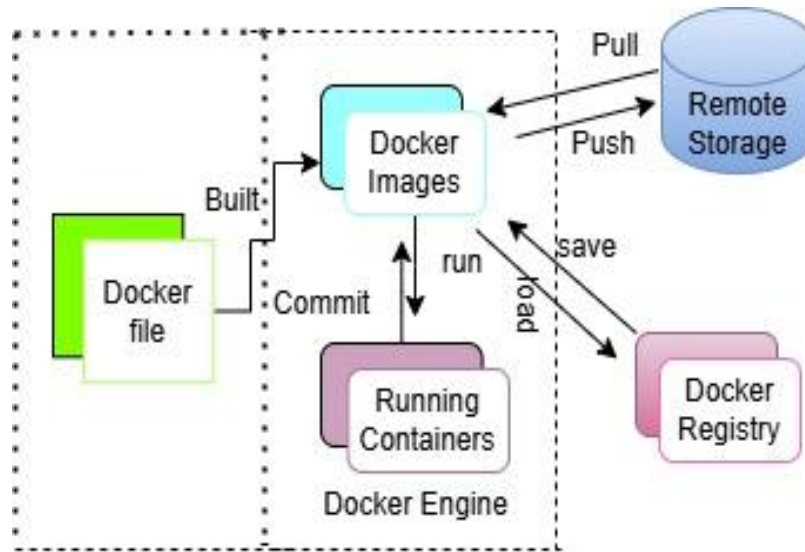 Pull
Remote
Storage
Docker
Images
Push
Built
run
save
load
Docker
file
Commit
Running
Containers
Docker
Registry
Docker Engine